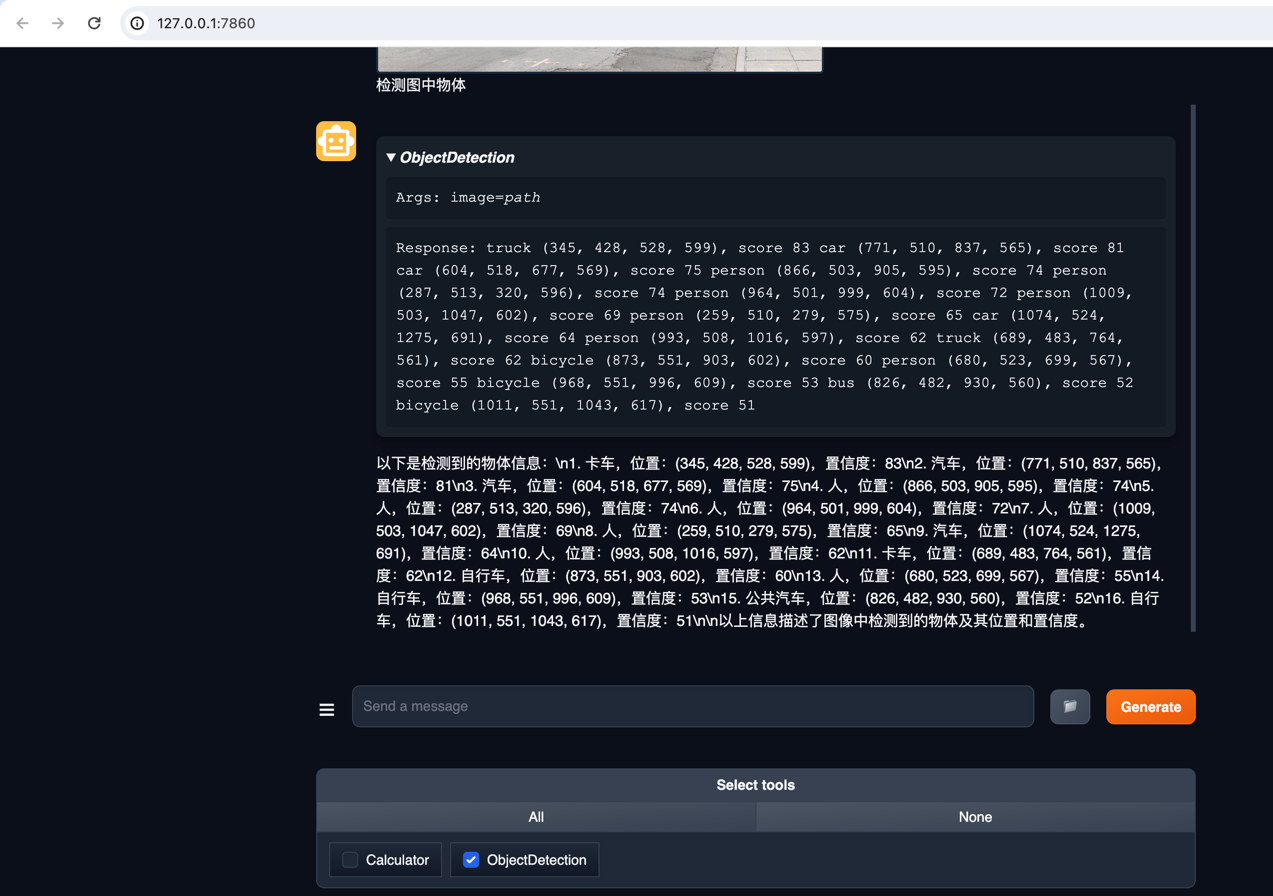 127.0.0.1:7860
检测图中物体
ObjectDetection
Args: image=path
Response: truck (345, 428, 528, 599), score 83 car (771, 510, 837, 565), score 81
car (604, 518, 677, 569), score 75 person (866, 503, 905, 595), score 74 person
(287, 513, 320, 596), score 74 person (964, 501, 999, 604), score 72 person (1009,
503, 1047, 602), score 69 person (259, 510, 279, 575), score 65 car (1074, 524,
1275, 691), score 64 person (993, 508, 1016, 597), score 62 truck (689, 483, 764,
561), score 62 bicycle (873, 551, 903, 602), score 60 person (680, 523, 699, 567),
score 55 bicycle (968, 551, 996, 609), score 53 bus (826, 482, 930, 560), score 52
bicycle (1011, 551, 1043, 617), score 51
以下是检测到的物体信息：\n1. 卡车，位置：(345, 428, 528, 599)，置信度：83\n2. 汽车，位置：(771, 510, 837, 565)，
置信度：81\n3. 汽车，位置：(604, 518, 677, 569)，置信度：75\n4. 人，位置：(866, 503, 905, 595)，置信度：74\n5.
人，位置：(287, 513, 320, 596)，置信度：74\n6. 人，位置：(964, 501, 999, 604)，置信度：72\n7. 人，位置：(1009,
503, 1047, 602)，置信度：69\n8. 人，位置：(259, 510, 279, 575)，置信度：65\n9. 汽车，位置：(1074, 524, 1275,
691)，置信度：64\n10. 人，位置：(993, 508, 1016, 597)，置信度：62\n11. 卡车，位置：(689, 483, 764, 561)，置信
度：62\n12. 自行车，位置：(873, 551, 903, 602)，置信度：60\n13. 人，位置：(680, 523, 699, 567)，置信度：55\n14.
自行车，位置：(968, 551, 996, 609)，置信度：53\n15. 公共汽车，位置：(826, 482, 930, 560)，置信度：52\n16. 自行
车，位置：(1011, 551, 1043, 617)，置信度：51\n\n以上信息描述了图像中检测到的物体及其位置和置信度。
Send a message
Generate
Select tools
All
None
Calculator
ObjectDetection